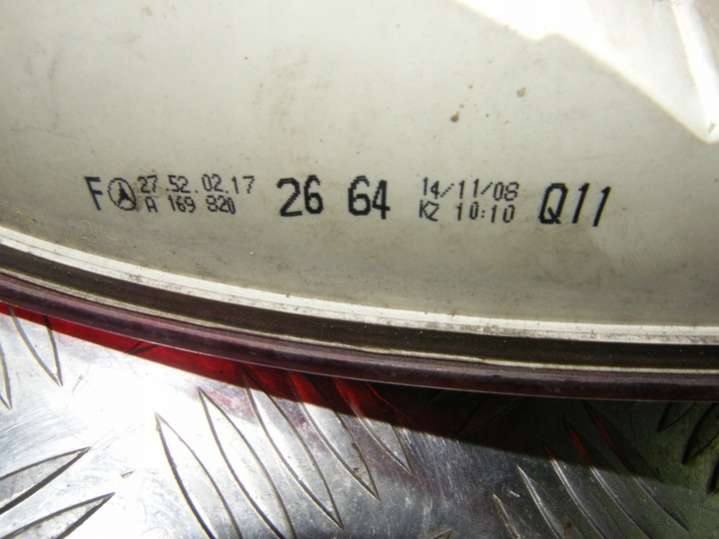 F 27.52.02.17 14/11/08
A 169 820 26 64 KZ 10:10 Q11